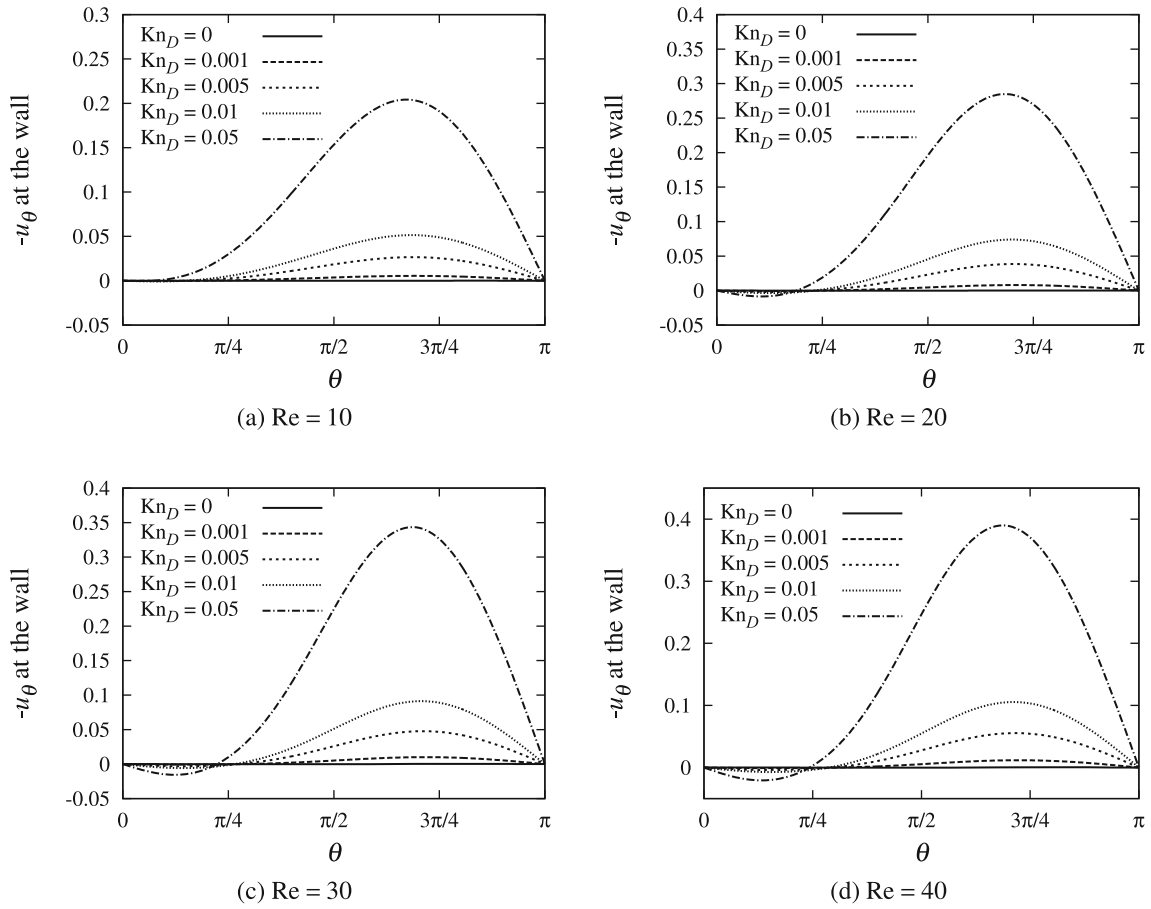 0.3
0.25
0.2
0.15
0.1
0.05
0
-0.05
-u_θ at the wall
Kn_D = 0
Kn_D = 0.001
Kn_D = 0.005
Kn_D = 0.01
Kn_D = 0.05
0 π/4 π/2 3π/4 π
θ
(a) Re = 10
0.4
0.35
0.3
0.25
0.2
0.15
0.1
0.05
0
-0.05
-u_θ at the wall
Kn_D = 0
Kn_D = 0.001
Kn_D = 0.005
Kn_D = 0.01
Kn_D = 0.05
0 π/4 π/2 3π/4 π
θ
(b) Re = 20
0.4
0.35
0.3
0.25
0.2
0.15
0.1
0.05
0
-0.05
-u_θ at the wall
Kn_D = 0
Kn_D = 0.001
Kn_D = 0.005
Kn_D = 0.01
Kn_D = 0.05
0 π/4 π/2 3π/4 π
θ
(c) Re = 30
0.4
0.3
0.2
0.1
0
-u_θ at the wall
Kn_D = 0
Kn_D = 0.001
Kn_D = 0.005
Kn_D = 0.01
Kn_D = 0.05
0 π/4 π/2 3π/4 π
θ
(d) Re = 40